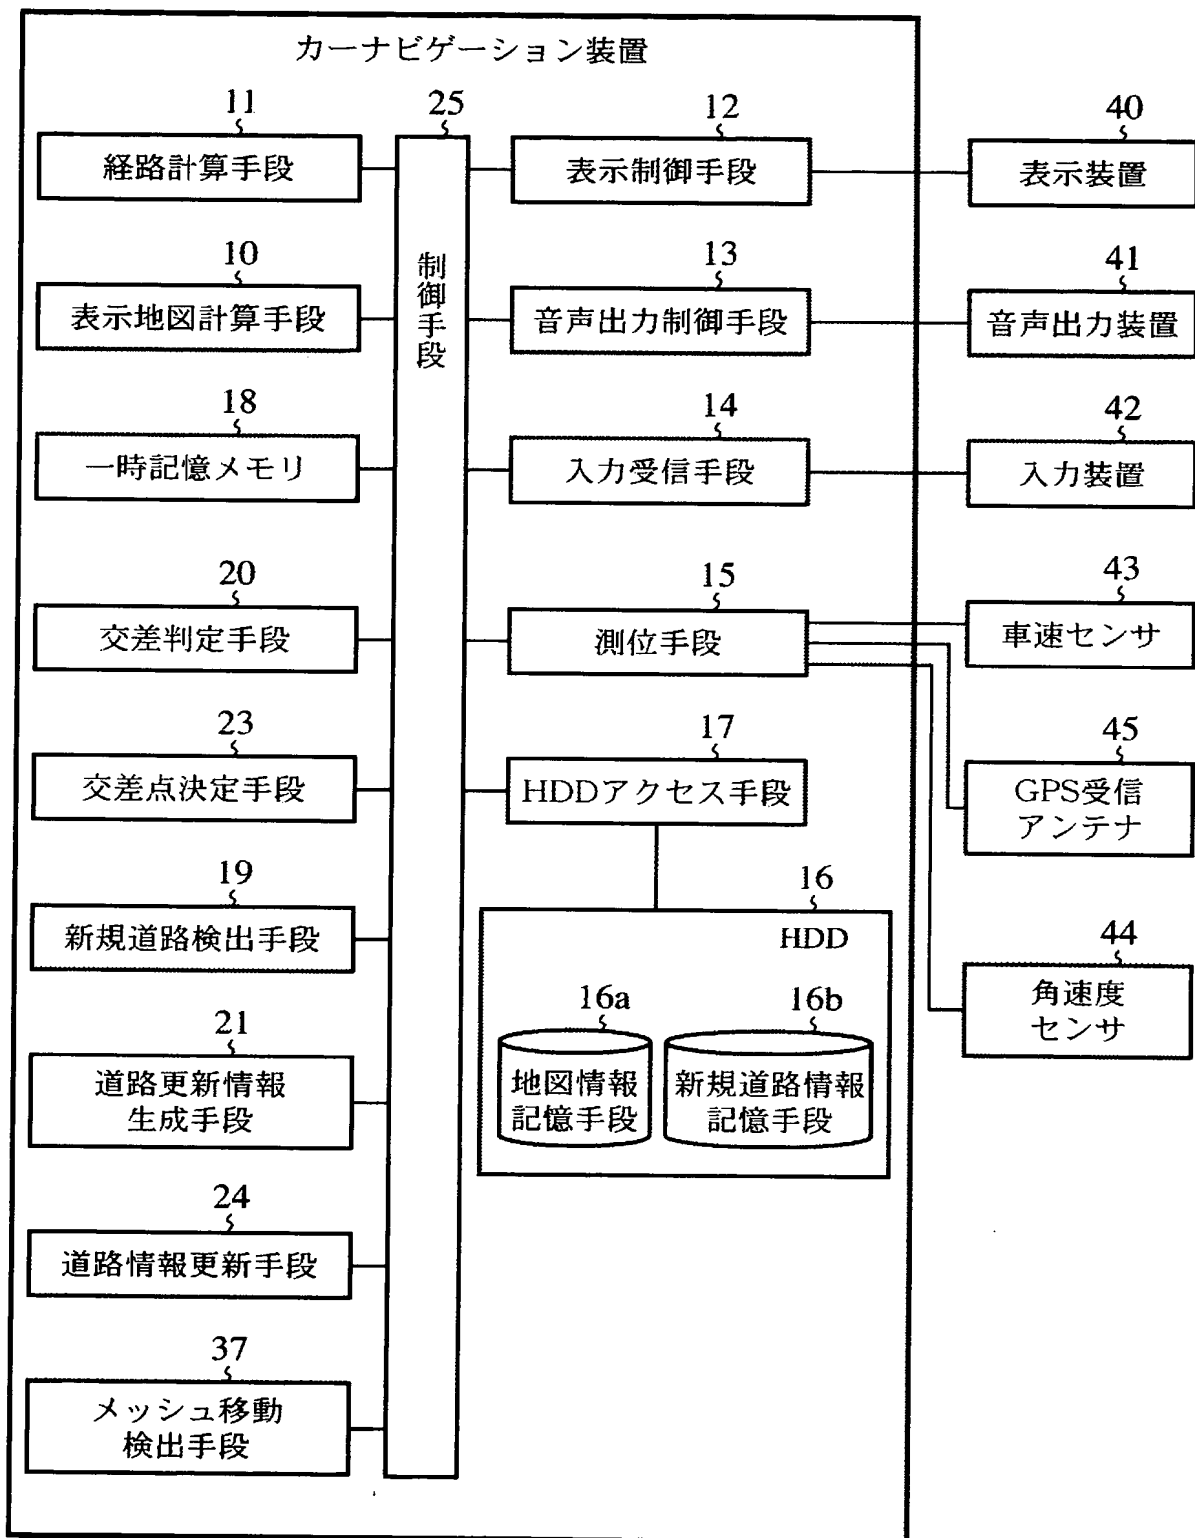 カーナビゲーション装置
11
経路計算手段
25
制御手段
12
表示制御手段
40
表示装置
10
表示地図計算手段
13
音声出力制御手段
41
音声出力装置
18
一時記憶メモリ
14
入力受信手段
42
入力装置
20
交差判定手段
15
測位手段
43
車速センサ
23
交差点決定手段
17
HDDアクセス手段
45
GPS受信
アンテナ
19
新規道路検出手段
16
HDD
44
角速度
センサ
16a
地図情報
記憶手段
16b
新規道路情報
記憶手段
21
道路更新情報
生成手段
24
道路情報更新手段
37
メッシュ移動
検出手段